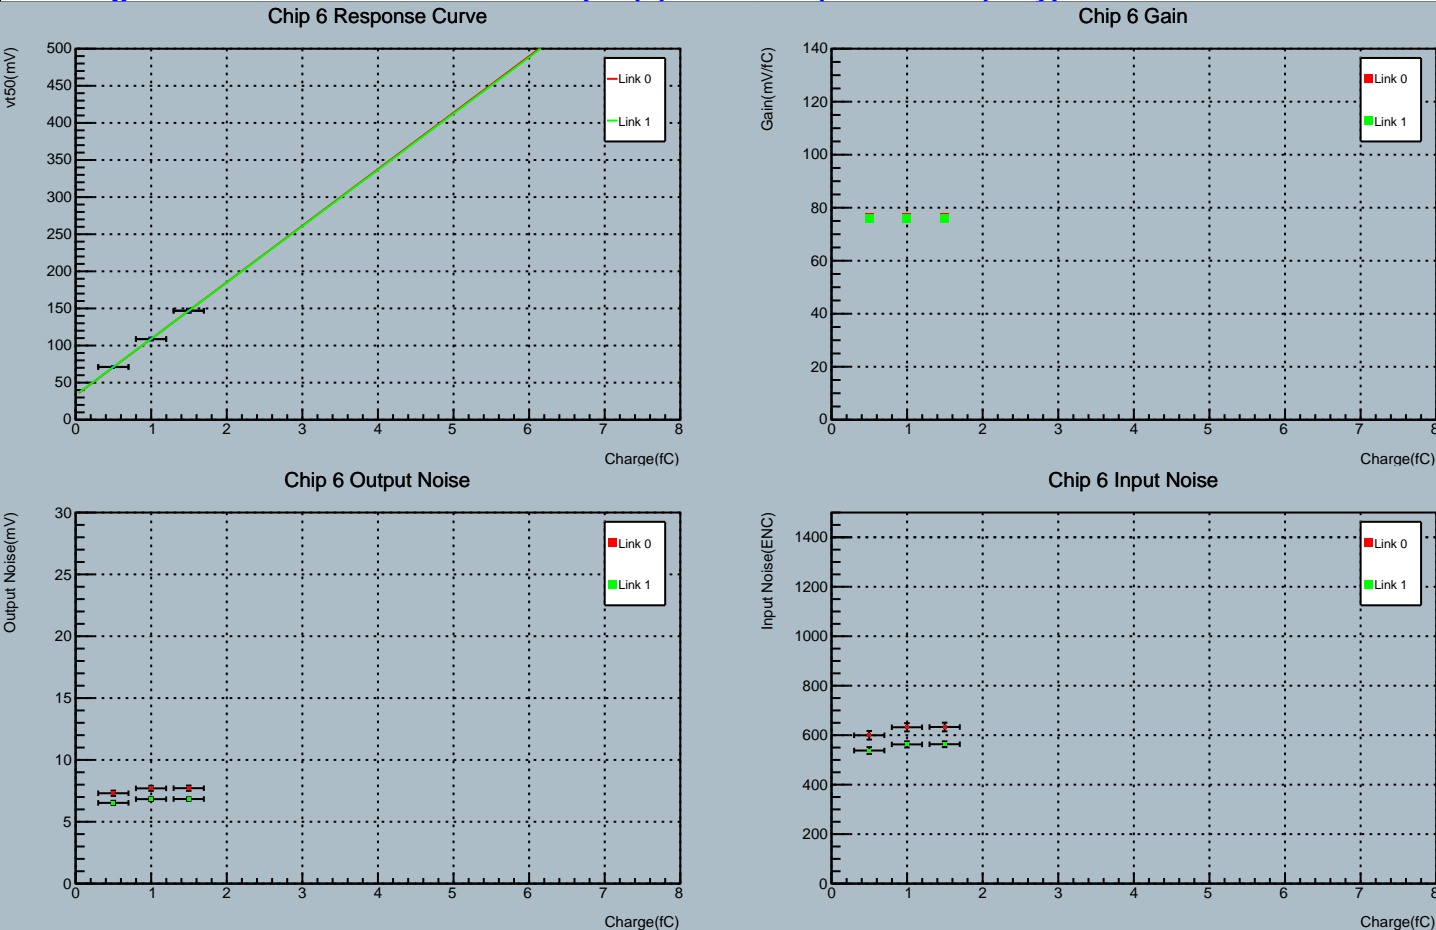 Chip 6 Response Curve
vt50(mV)
500
450
400
350
300
250
200
150
100
50
0
0 1 2 3 4 5 6 7 8
Charge(fC)
Link 0
Link 1
Chip 6 Gain
Gain(mV/fC)
140
120
100
80
60
40
20
0
0 1 2 3 4 5 6 7 8
Charge(fC)
Link 0
Link 1
Chip 6 Output Noise
Output Noise(mV)
30
25
20
15
10
5
0
0 1 2 3 4 5 6 7 8
Charge(fC)
Link 0
Link 1
Chip 6 Input Noise
Input Noise(ENC)
1400
1200
1000
800
600
400
200
0
0 1 2 3 4 5 6 7 8
Charge(fC)
Link 0
Link 1